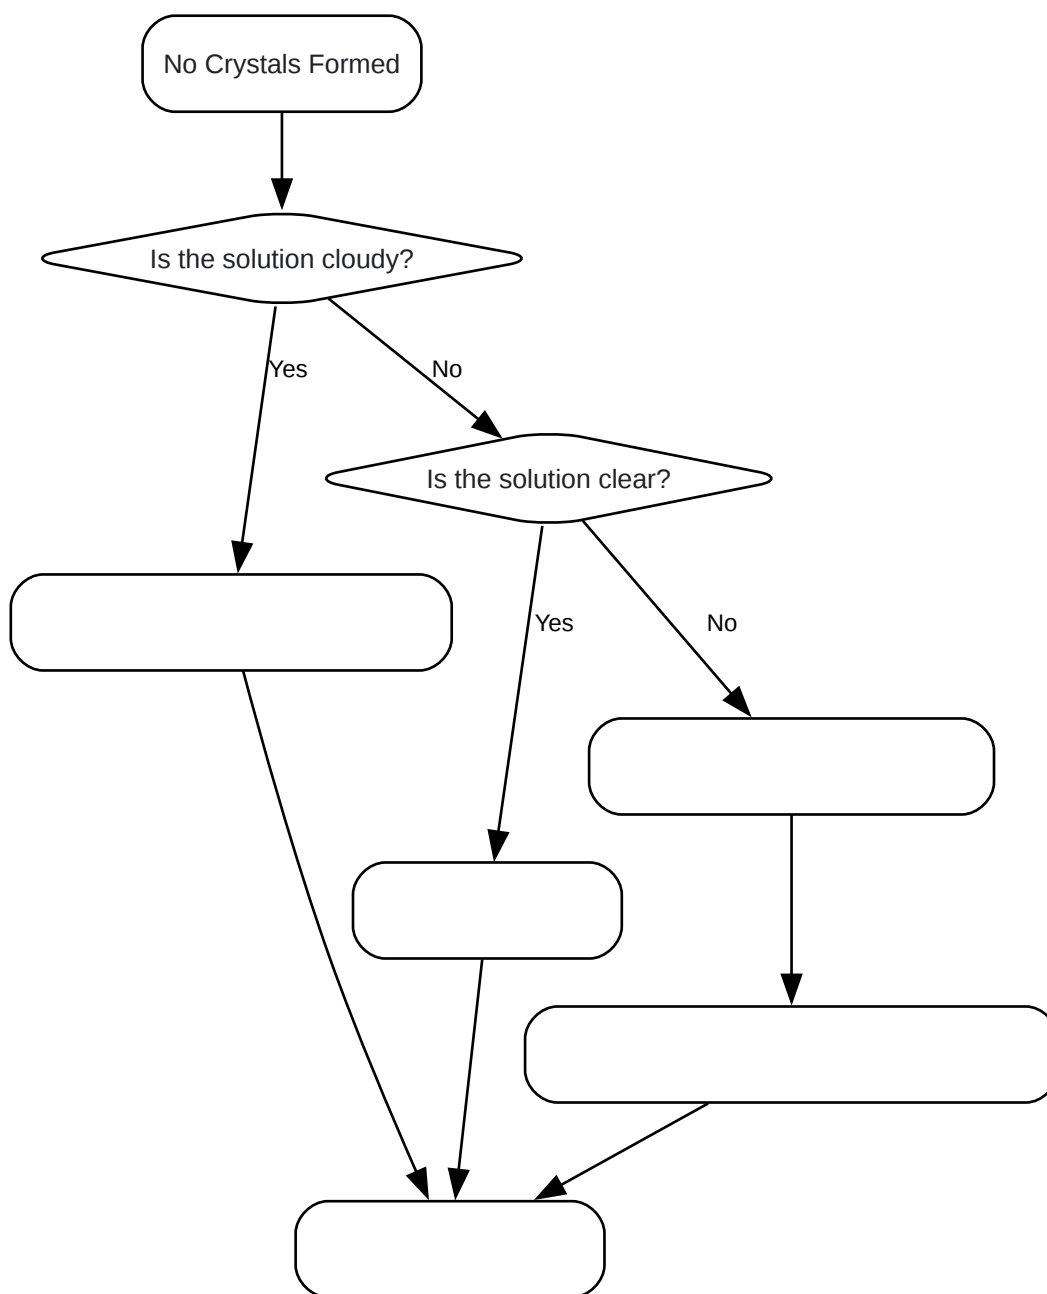 No Crystals Formed
Is the solution cloudy?
Yes
No
Is the solution clear?
Yes
No